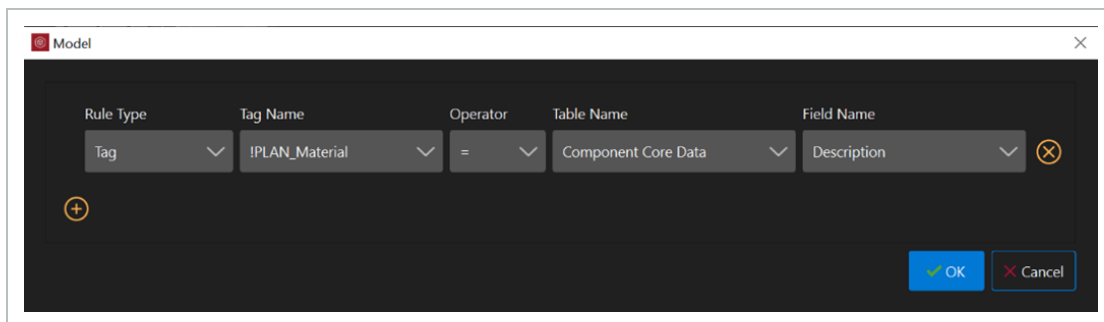 Model
Rule Type Tag Name Operator Table Name Field Name
Tag !PLAN_Material = Component Core Data Description
OK Cancel